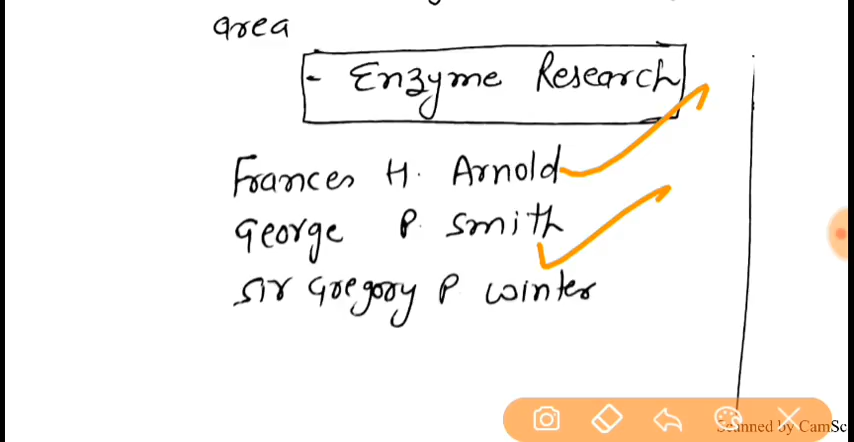 area
- Enzyme Research
Frances H. Arnold
George P. Smith
Sir Gregory P Winter
Scanned by CamSc